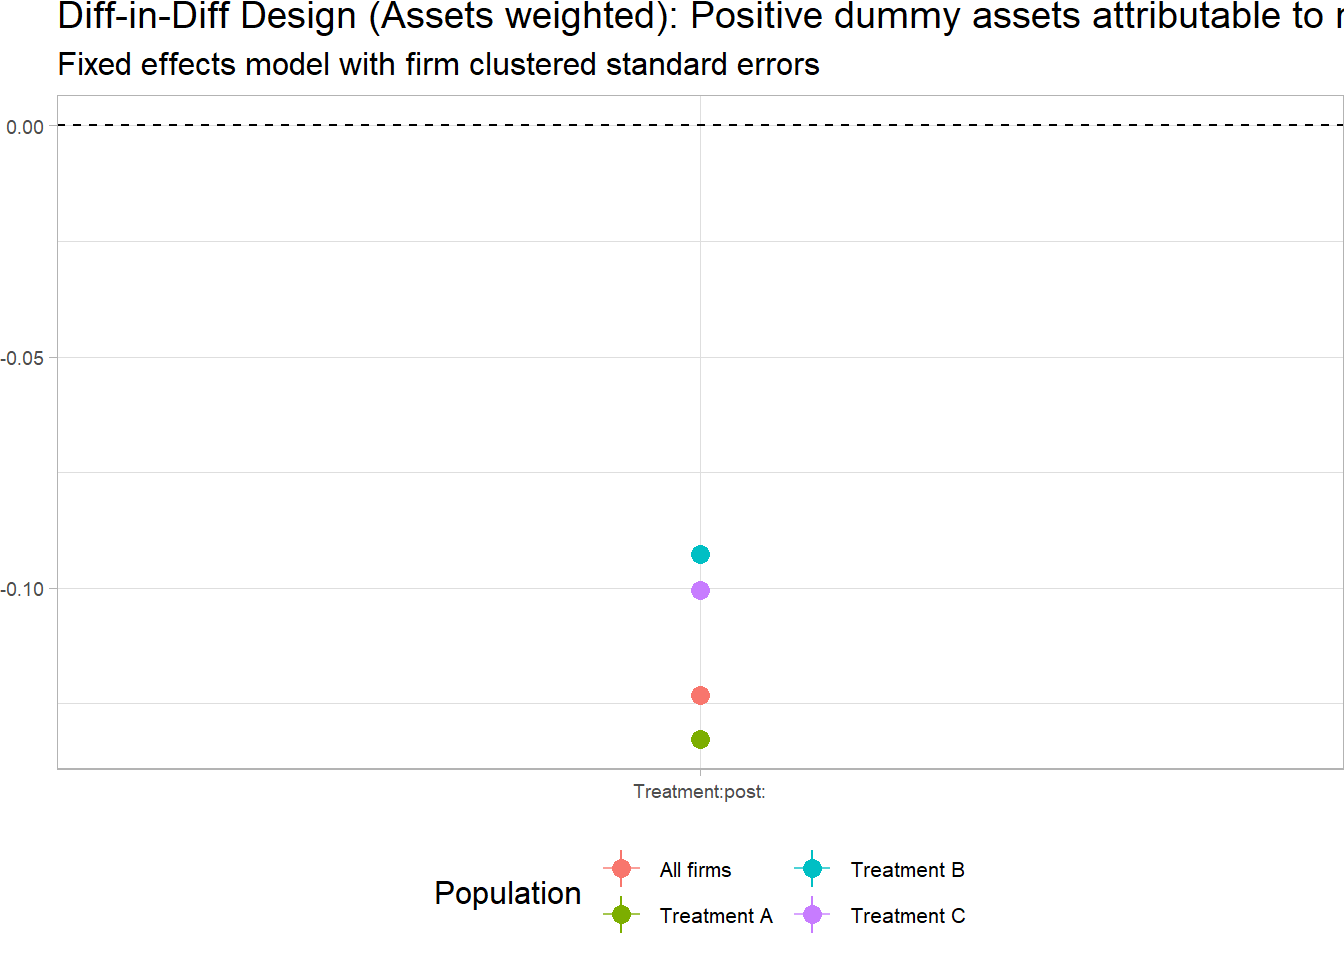 Diff-in-Diff Design (Assets weighted): Positive dummy assets attributable to
Fixed effects model with firm clustered standard errors
0.00
-0.05
-0.10
Treatment:post:
Population
All firms
Treatment B
Treatment A
Treatment C